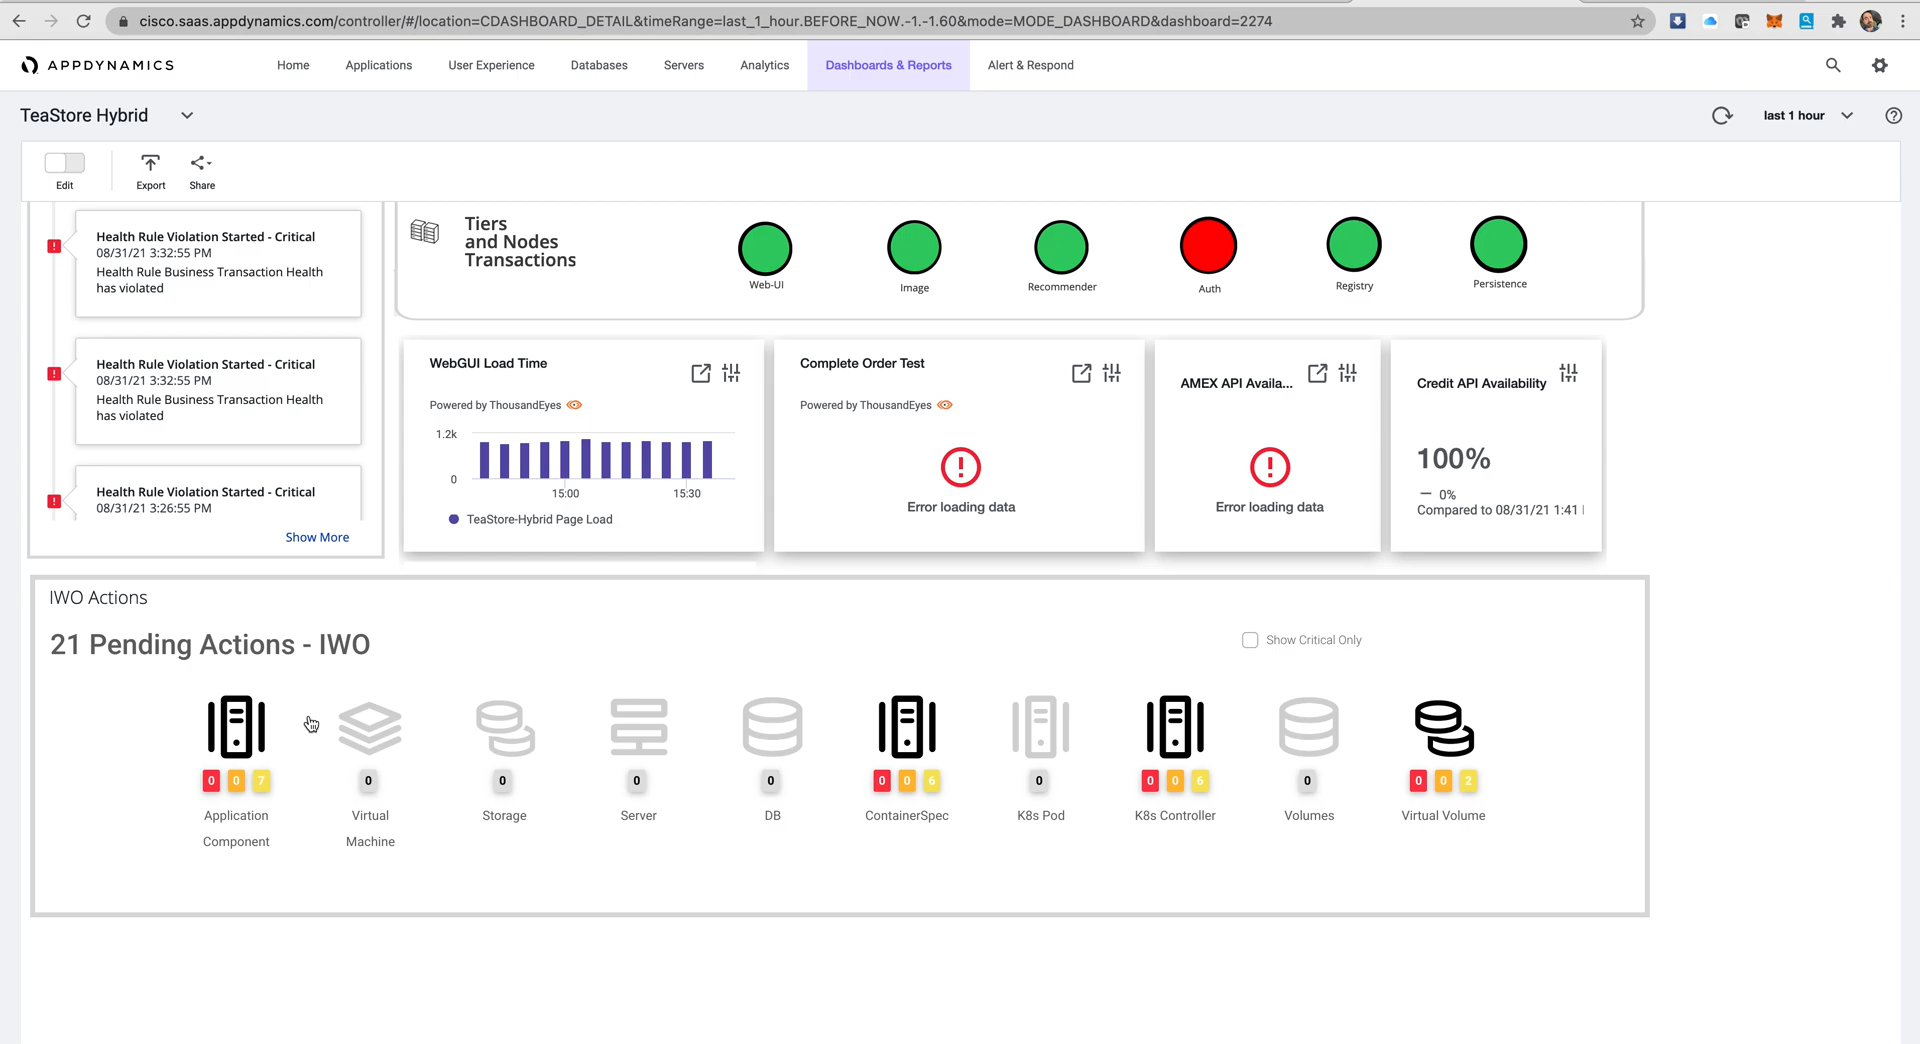 cisco.saas.appdynamics.com/controller/#/location=CDASHBOARD_DETAIL&timeRange=last_1_hour.BEFORE_NOW.-1.-1.60&mode=MODE_DASHBOARD&dashboard=2274
APPDYNAMICS
Home
Applications
User Experience
Databases
Servers
Analytics
Dashboards & Reports
Alert & Respond
TeaStore Hybrid
last 1 hour
Edit
Export
Share
Health Rule Violation Started - Critical
08/31/21 3:32:55 PM
Health Rule Business Transaction Health
has violated
Health Rule Violation Started - Critical
08/31/21 3:32:55 PM
Health Rule Business Transaction Health
has violated
Health Rule Violation Started - Critical
08/31/21 3:26:55 PM
Show More
Tiers
and Nodes
Transactions
Web-UI
Image
Recommender
Auth
Registry
Persistence
WebGUI Load Time
Powered by ThousandEyes
1.2k
0
15:00
15:30
TeaStore-Hybrid Page Load
Complete Order Test
Powered by ThousandEyes
Error loading data
AMEX API Availa...
Error loading data
Credit API Availability
100%
0%
Compared to 08/31/21 1:41
IWO Actions
21 Pending Actions - IWO
Show Critical Only
0 0 7
Application
Component
0
Virtual
Machine
0
Storage
0
Server
0
DB
0 0 6
ContainerSpec
0
K8s Pod
0 0 6
K8s Controller
0
Volumes
0 0 2
Virtual Volume